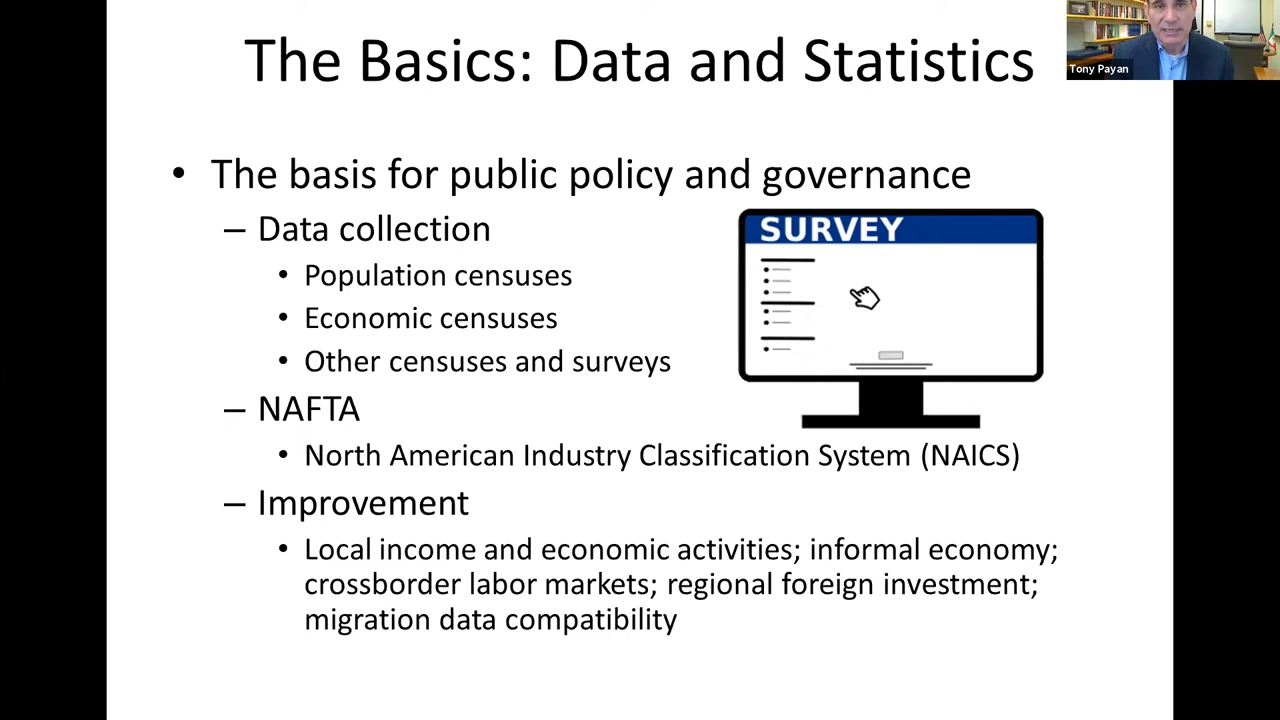 The Basics: Data and Statistics
Tony Payan
• The basis for public policy and governance
– Data collection
• Population censuses
• Economic censuses
• Other censuses and surveys
SURVEY
– NAFTA
• North American Industry Classification System (NAICS)
– Improvement
• Local income and economic activities; informal economy;
crossborder labor markets; regional foreign investment;
migration data compatibility